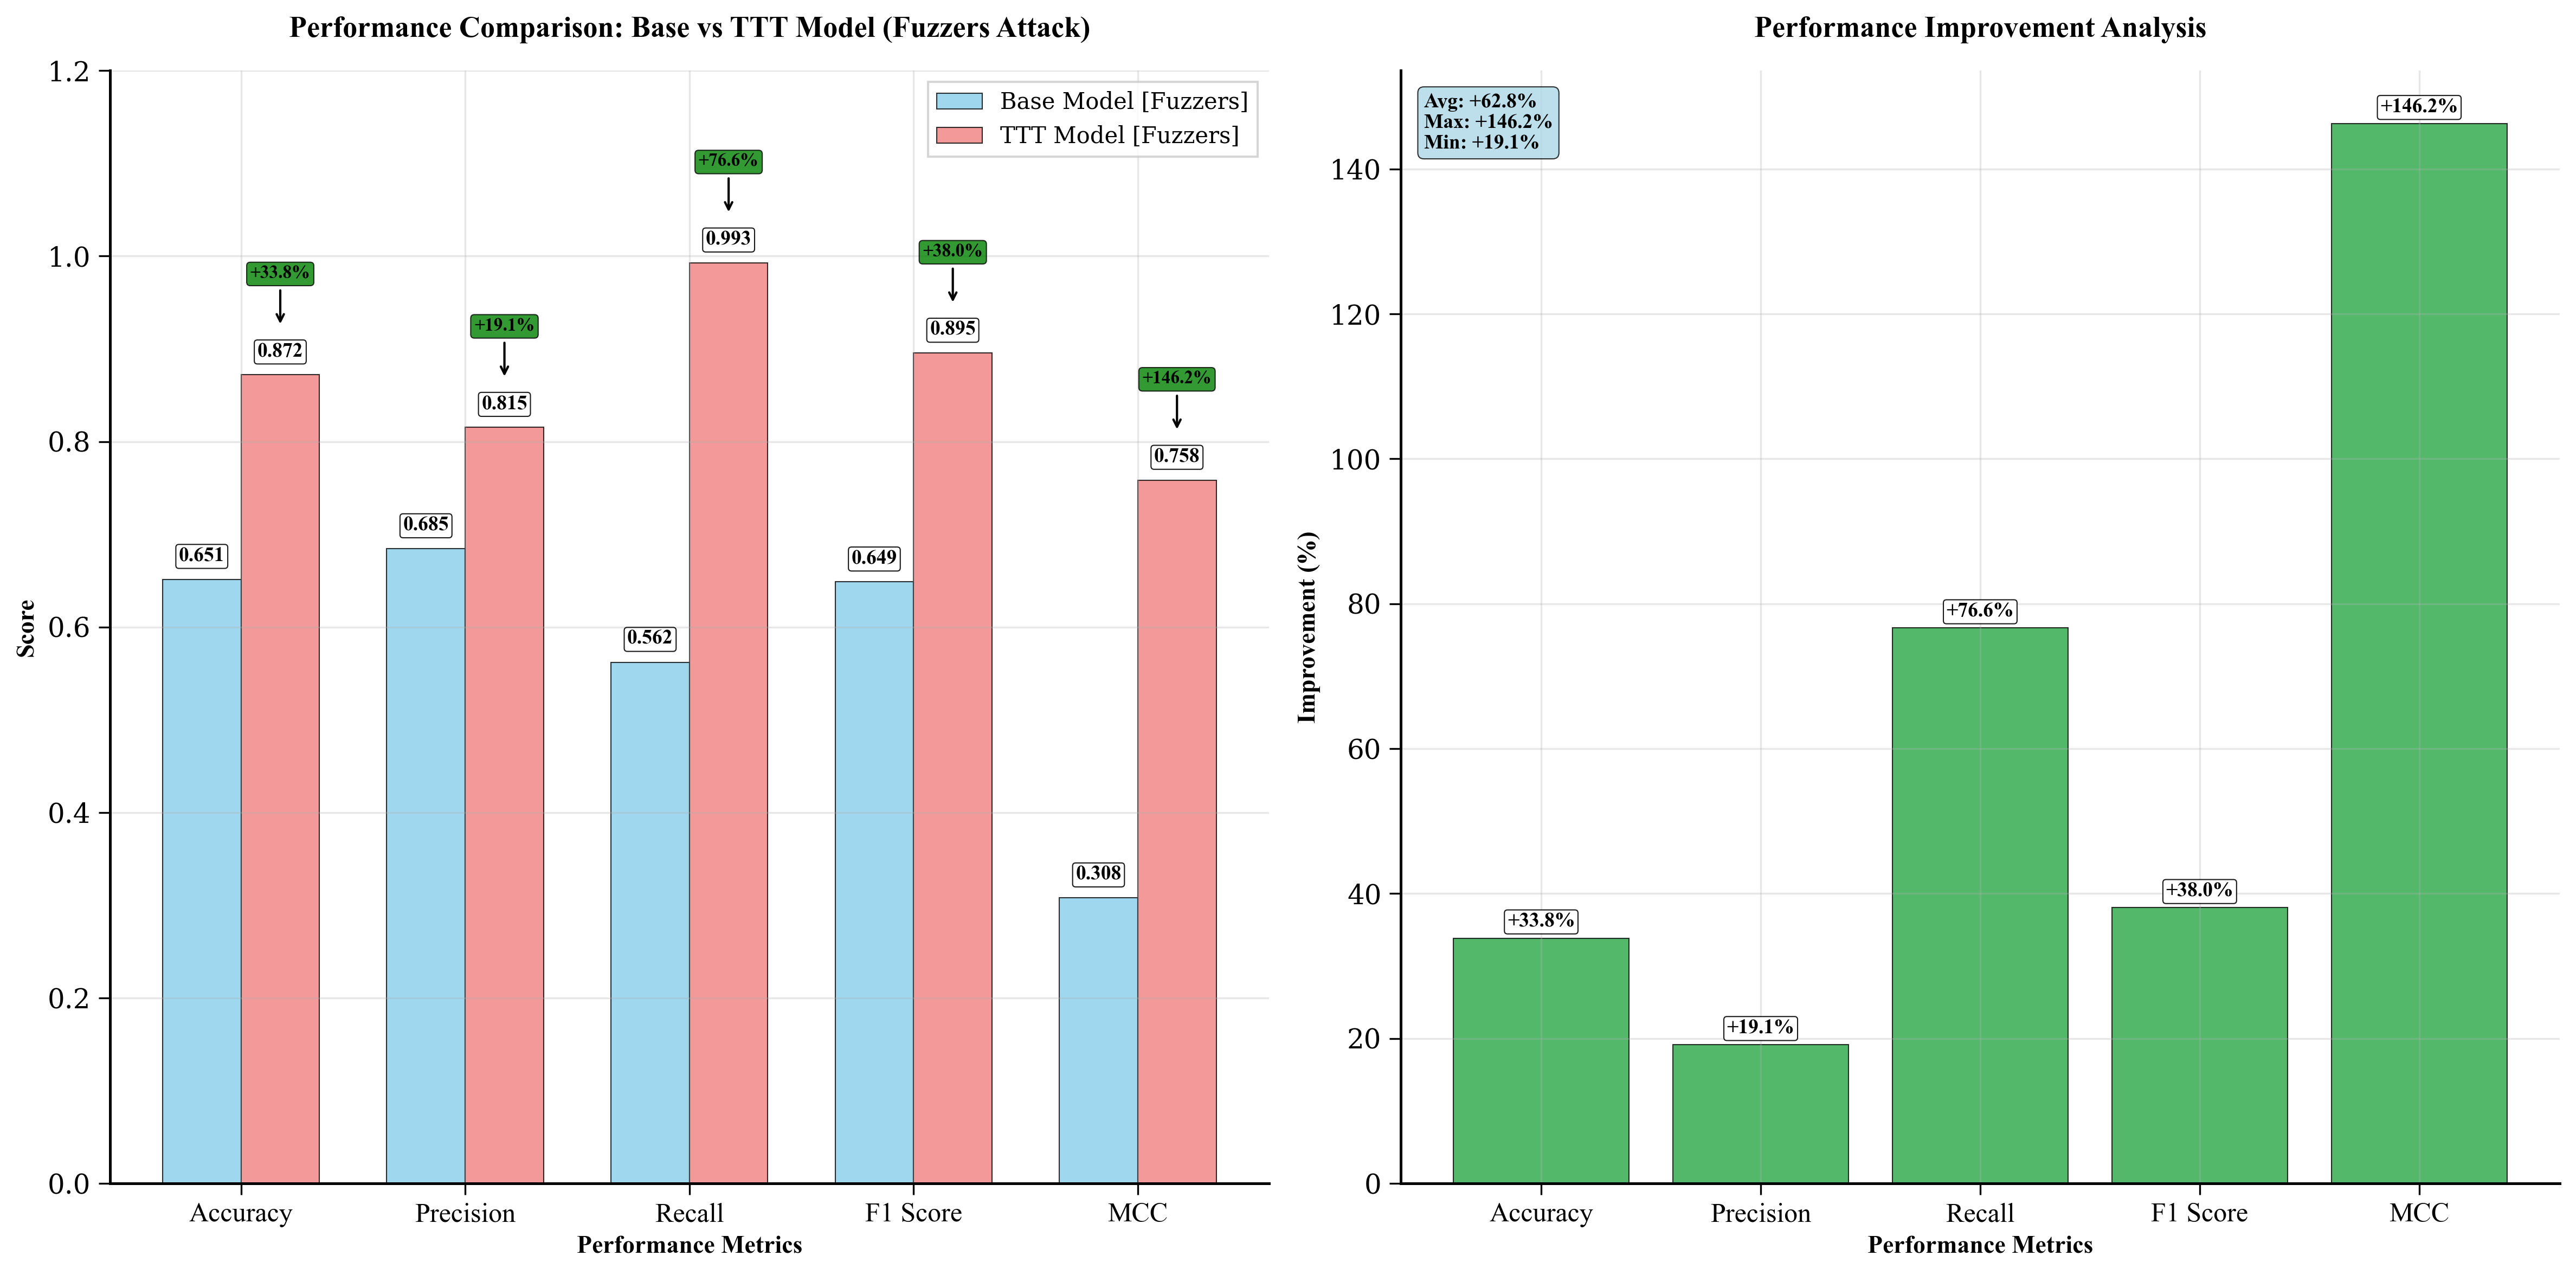 Performance Comparison: Base vs TTT Model (Fuzzers Attack)
Score
1.2
1.0
0.8
0.6
0.4
0.2
0.0
Base Model [Fuzzers]
TTT Model [Fuzzers]
+33.8%
+19.1%
+76.6%
+38.0%
+146.2%
0.651
0.872
0.685
0.815
0.562
0.993
0.649
0.895
0.308
0.758
Accuracy
Precision
Recall
F1 Score
MCC
Performance Metrics
Performance Improvement Analysis
Improvement (%)
140
120
100
80
60
40
20
0
Avg: +62.8%
Max: +146.2%
Min: +19.1%
+33.8%
+19.1%
+76.6%
+38.0%
+146.2%
Accuracy
Precision
Recall
F1 Score
MCC
Performance Metrics